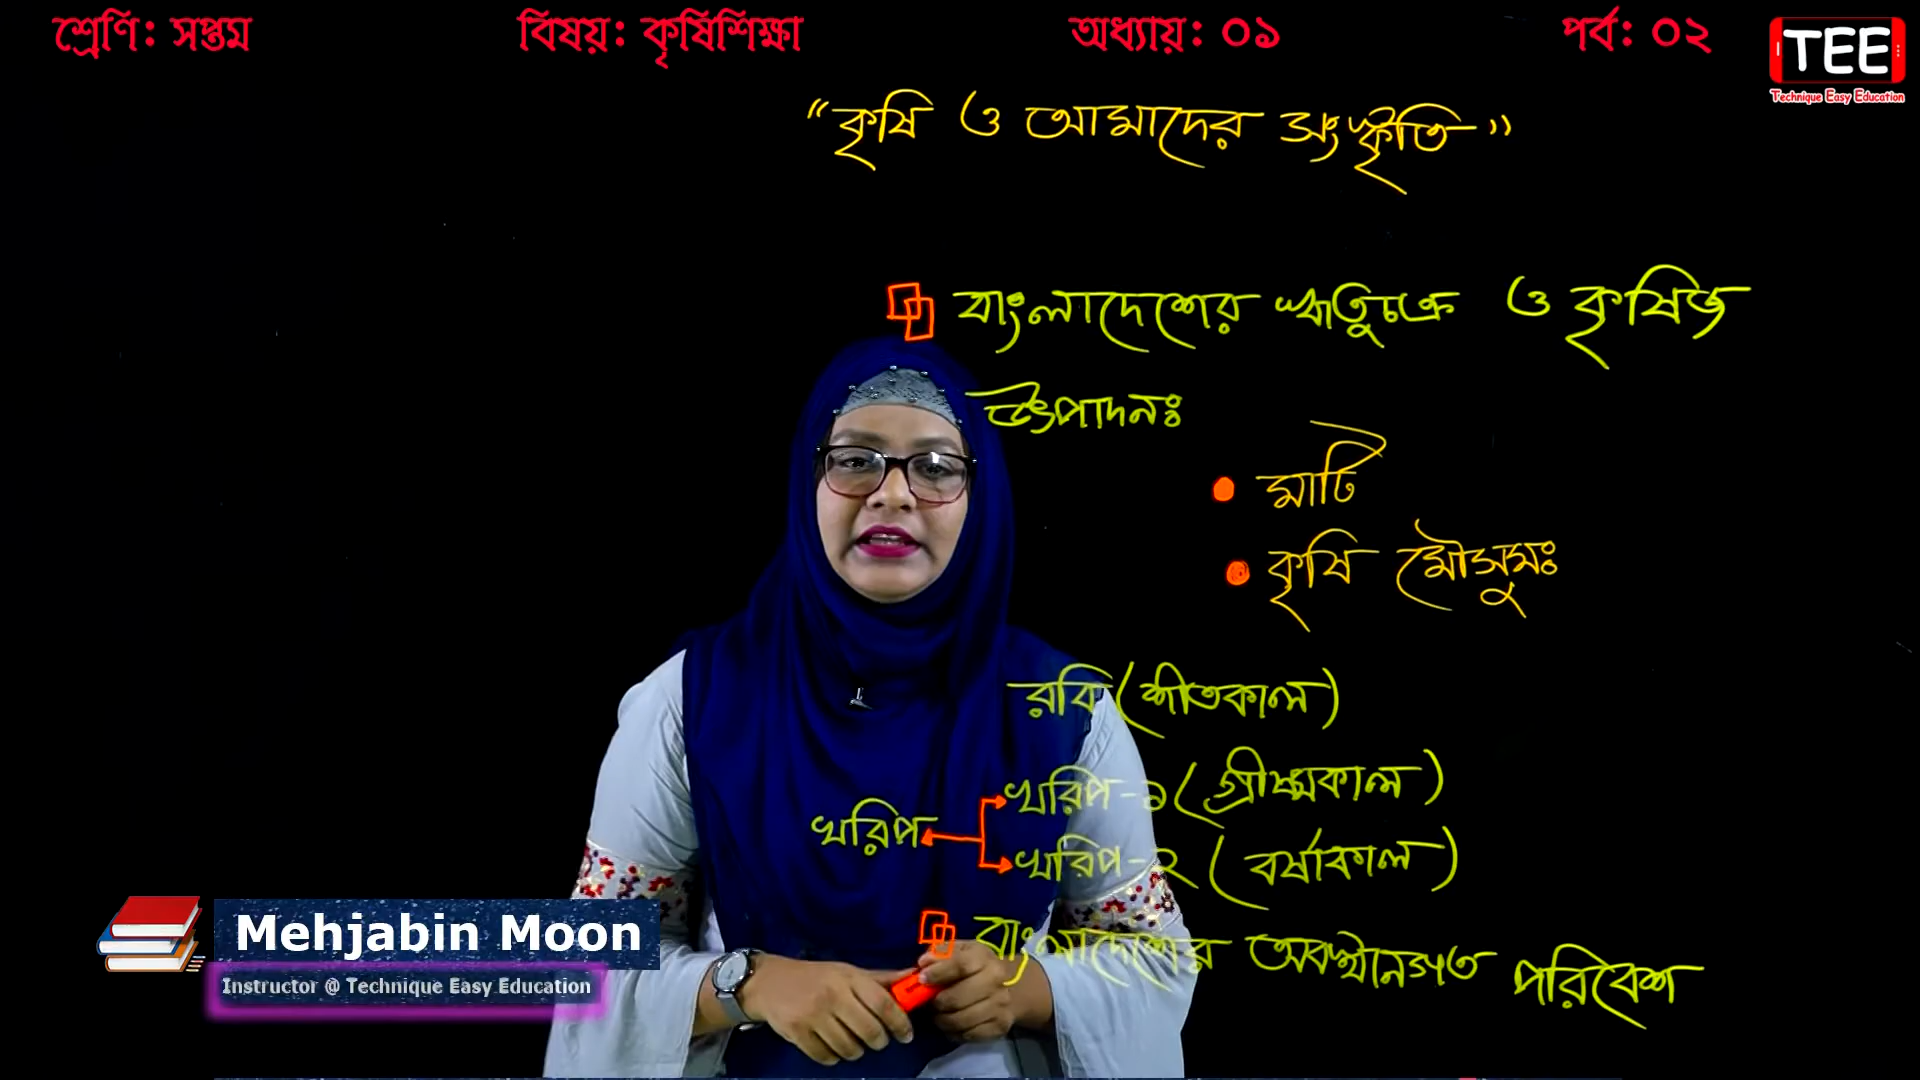 শ্রেণি: সপ্তম বিষয়: কৃষিশিক্ষা অধ্যায়: ০১ পর্ব: ০২
TEE
Technique Easy Education
“কৃষি ও আমাদের সংস্কৃতি”
বাংলাদেশের ঋতুচক্র ও কৃষিজ
উৎপাদনঃ
মাটি
কৃষি মৌসুমঃ
রবি (শীতকাল)
খরিপ-১ (গ্রীষ্মকাল)
খরিপ
খরিপ-২ (বর্ষাকাল)
বাংলাদেশের অবস্থানগত পরিবেশ
Mehjabin Moon
Instructor @ Technique Easy Education